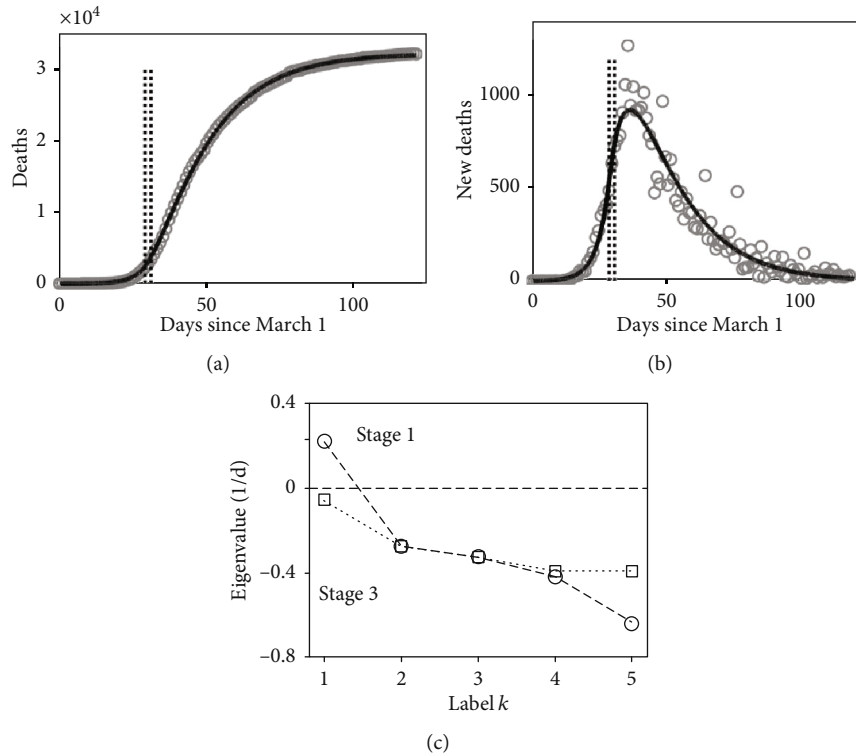 ×10⁴
3
2
1
0
Deaths
0 50 100
Days since March 1
(a)
1000
500
0
New deaths
0 50 100
Days since March 1
(b)
0.4
0
−0.4
−0.8
Eigenvalue (1/d)
Stage 1
Stage 3
1 2 3 4 5
Label k
(c)